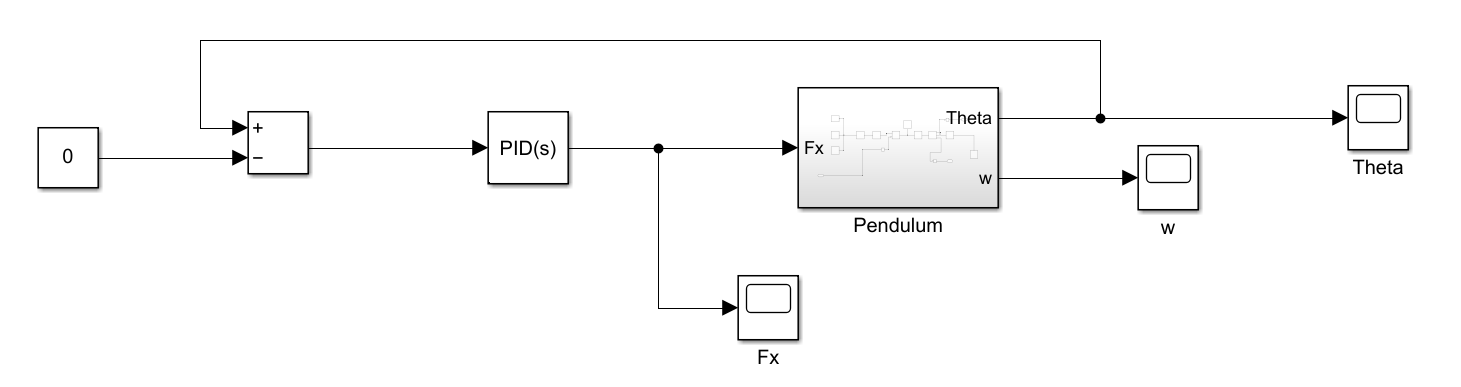 0
+
−
PID(s)
Fx
Theta
w
Pendulum
Theta
w
Fx